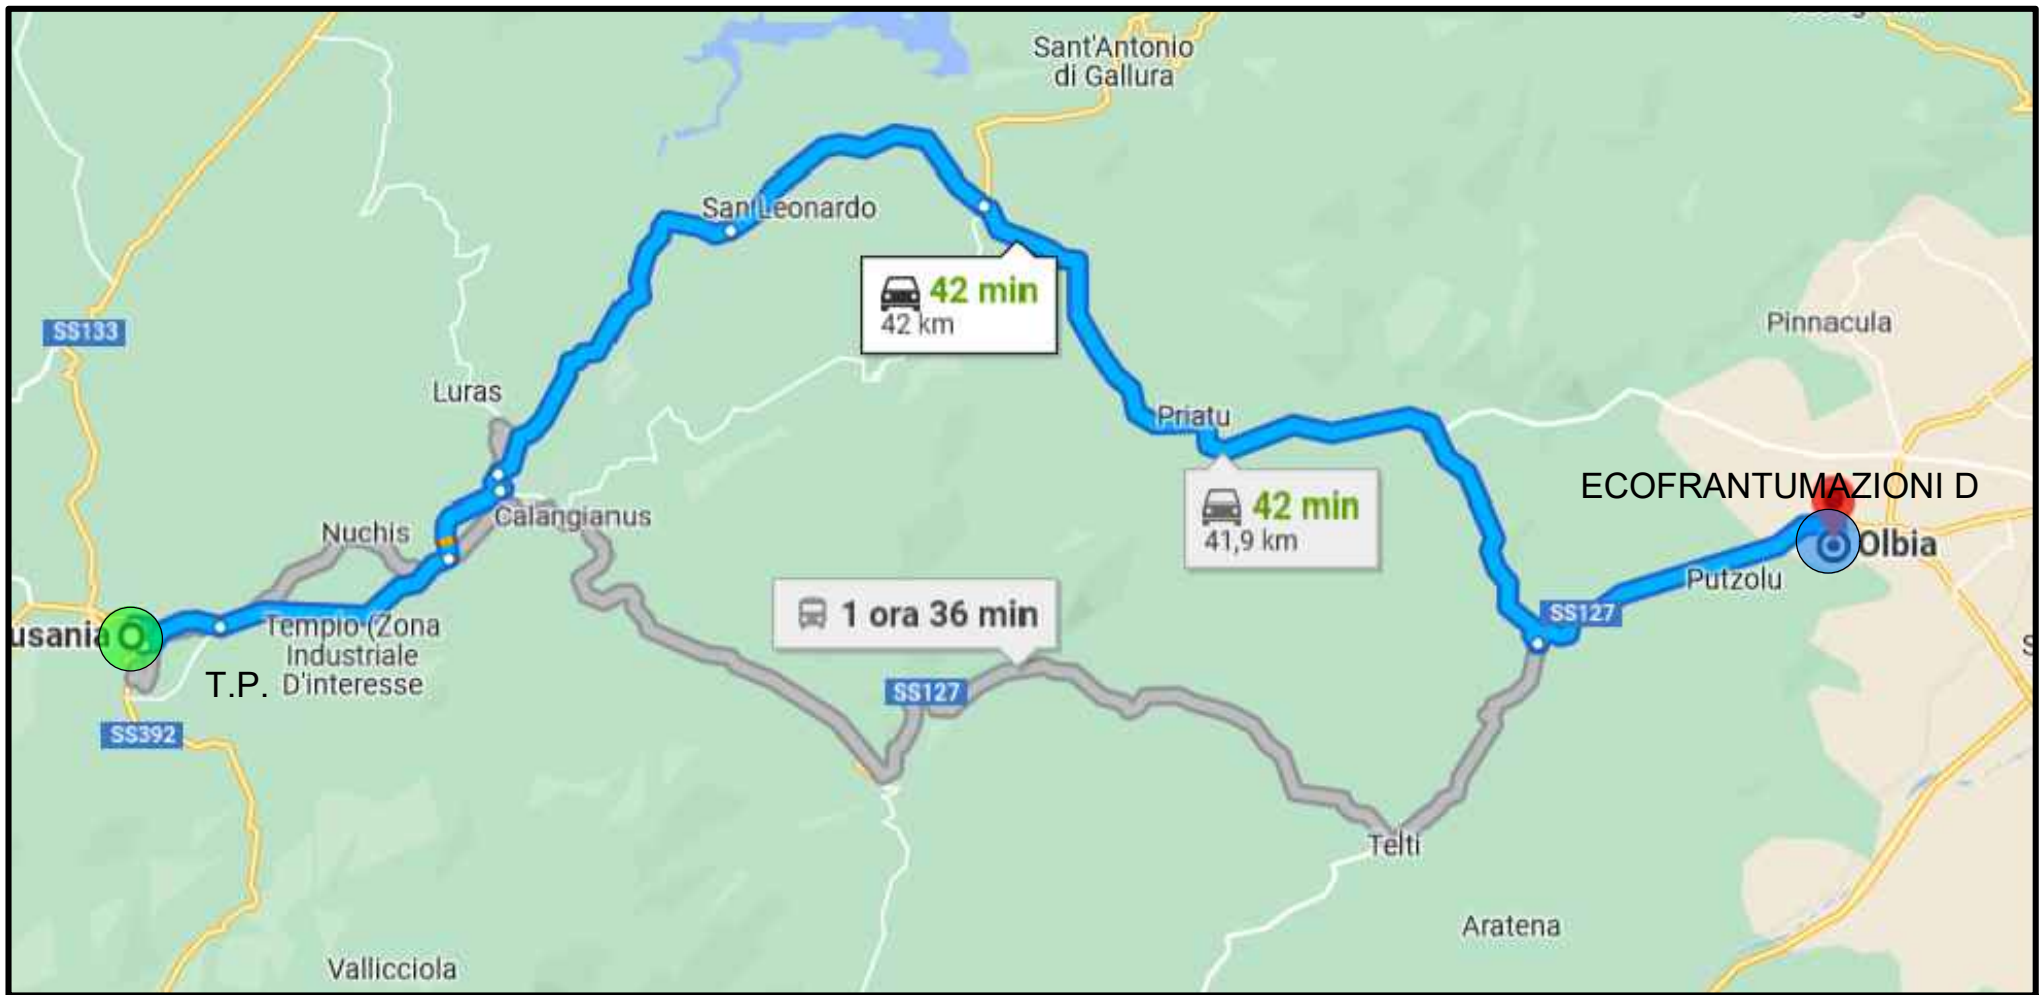 Sant'Antonio
di Gallura
San Leonardo
42 min
42 km
SS133
Pinnacula
Luras
Priatu
ECOFRANTUMAZIONI D
42 min
41,9 km
Calangianus
Nuchis
Olbia
Putzolu
1 ora 36 min
SS127
usania
Tempio (Zona
Industriale
D'interesse
T.P.
SS127
SS392
Telti
Aratena
Vallicciola